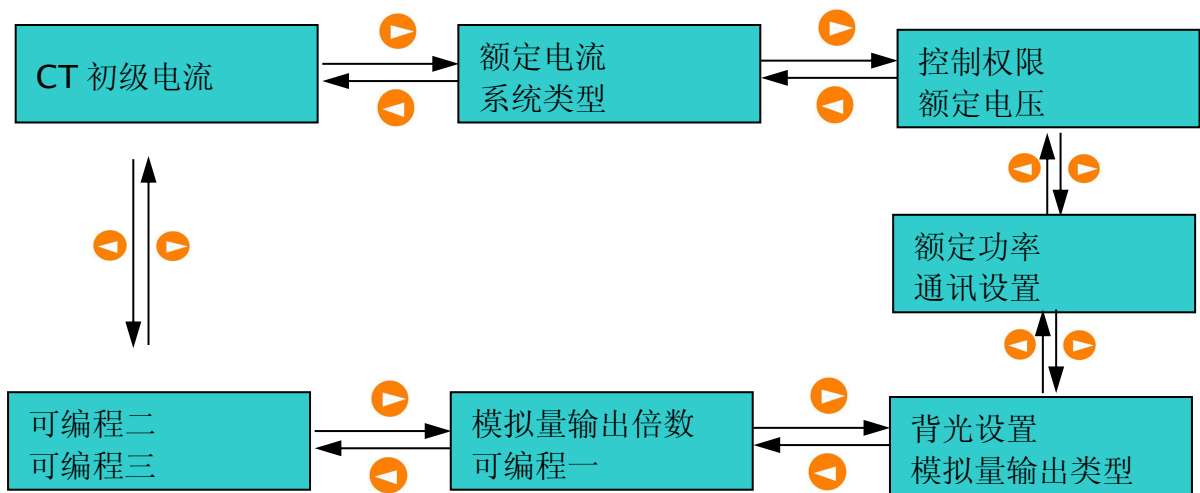 CT 初级电流
额定电流
系统类型
控制权限
额定电压
额定功率
通讯设置
可编程二
可编程三
模拟量输出倍数
可编程一
背光设置
模拟量输出类型